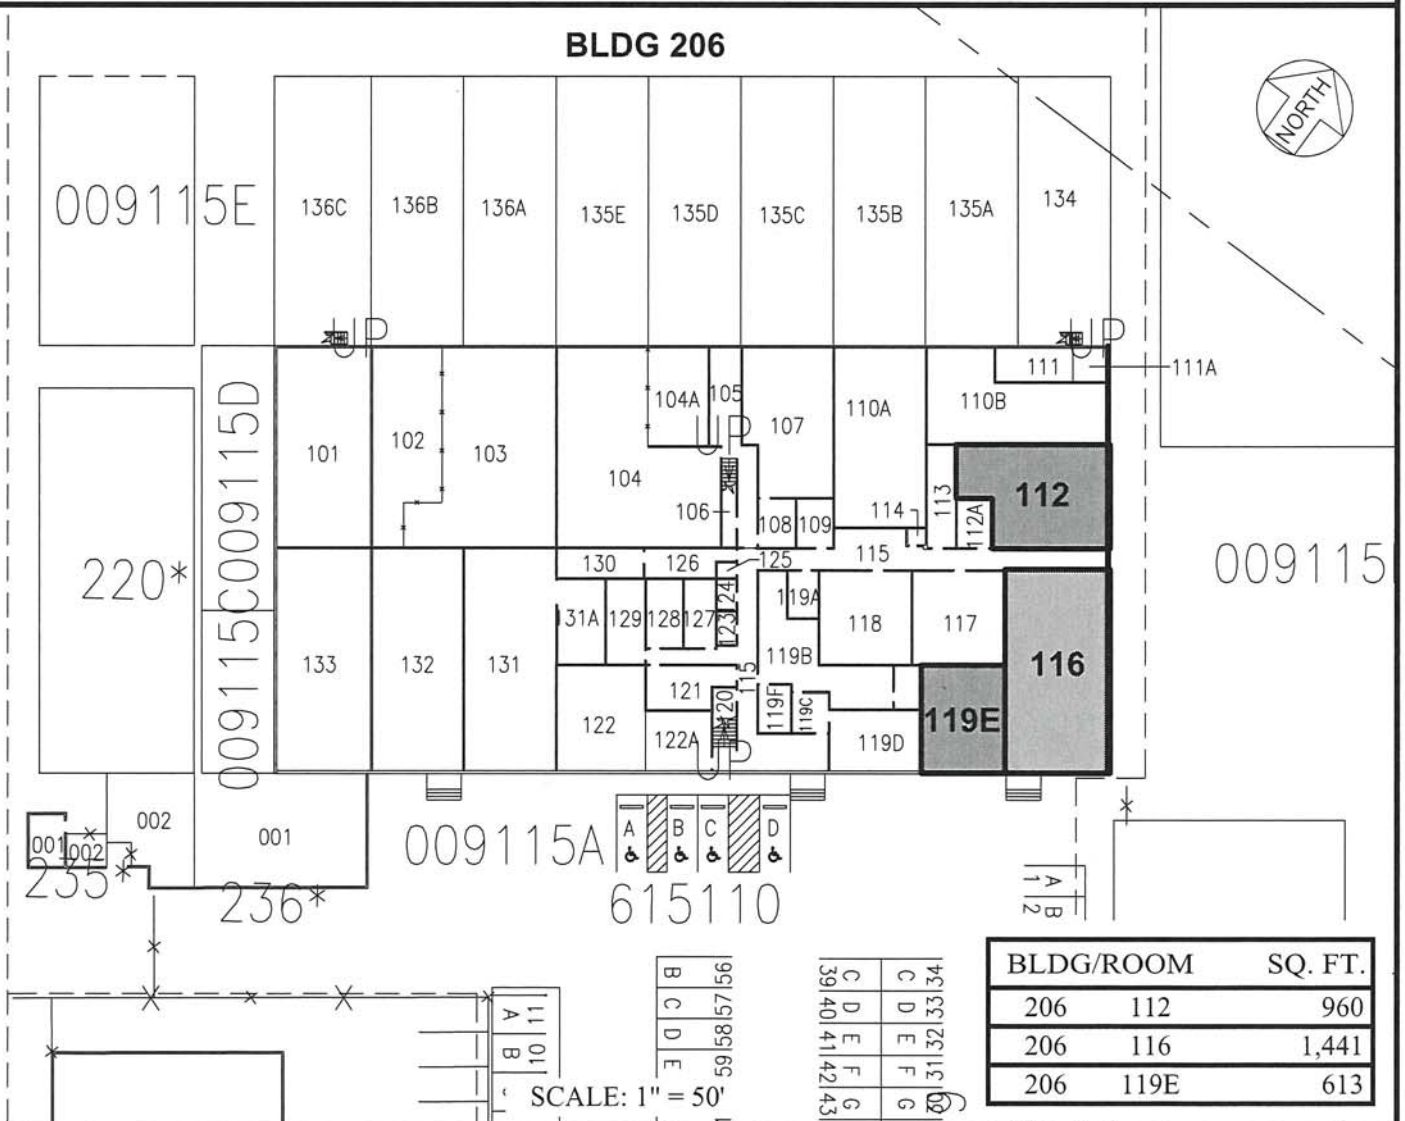 BLDG 206
NORTH
009115E
136C 136B 136A 135E 135D 135C 135B 135A 134
UP UP
111 111A
104A 105 110B
107 110A
UP
101 102 103 104
009115D
112
113
106 108 109 114 112A
115
009115
220*
009115C
130 126 125
124
131A 129 128 127 123 119A 118 117
133 132 131 119B
115
116
121 120 119F 119C
119E
122 122A 119D
UP
002
001 002 001
009115A
A B C D
235 236*
615110
A B
1 2
B C D E
56 57 58 59
C D E F G
39 40 41 42 43
C D E F G
34 33 32 31 30
11 10
A B
SCALE: 1" = 50'
BLDG/ROOM SQ. FT.
206 112 960
206 116 1,441
206 119E 613